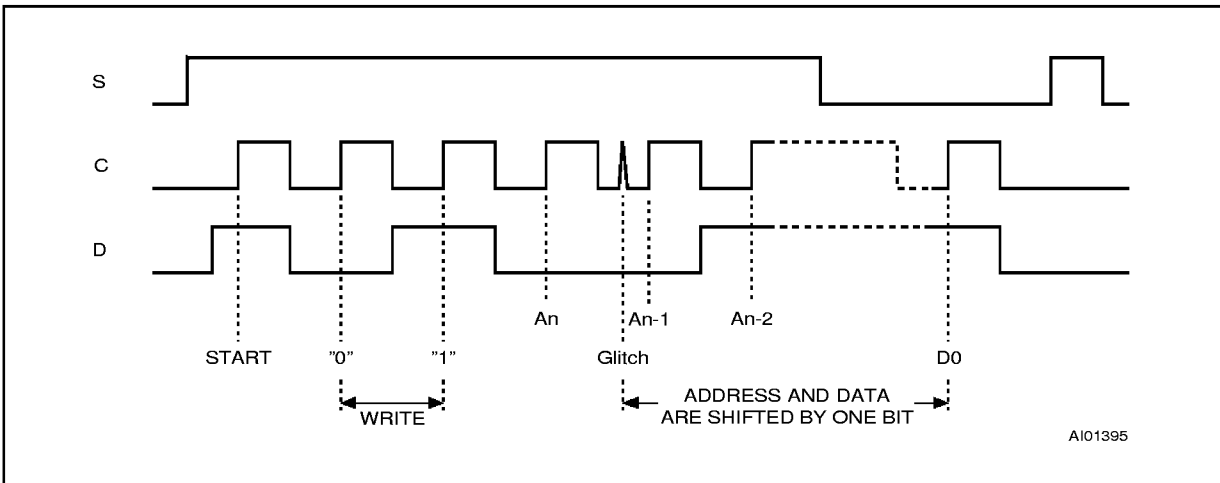 S
C
D
An
An-1
An-2
START
”0”
”1”
Glitch
D0
WRITE
ADDRESS AND DATA
ARE SHIFTED BY ONE BIT
AI01395